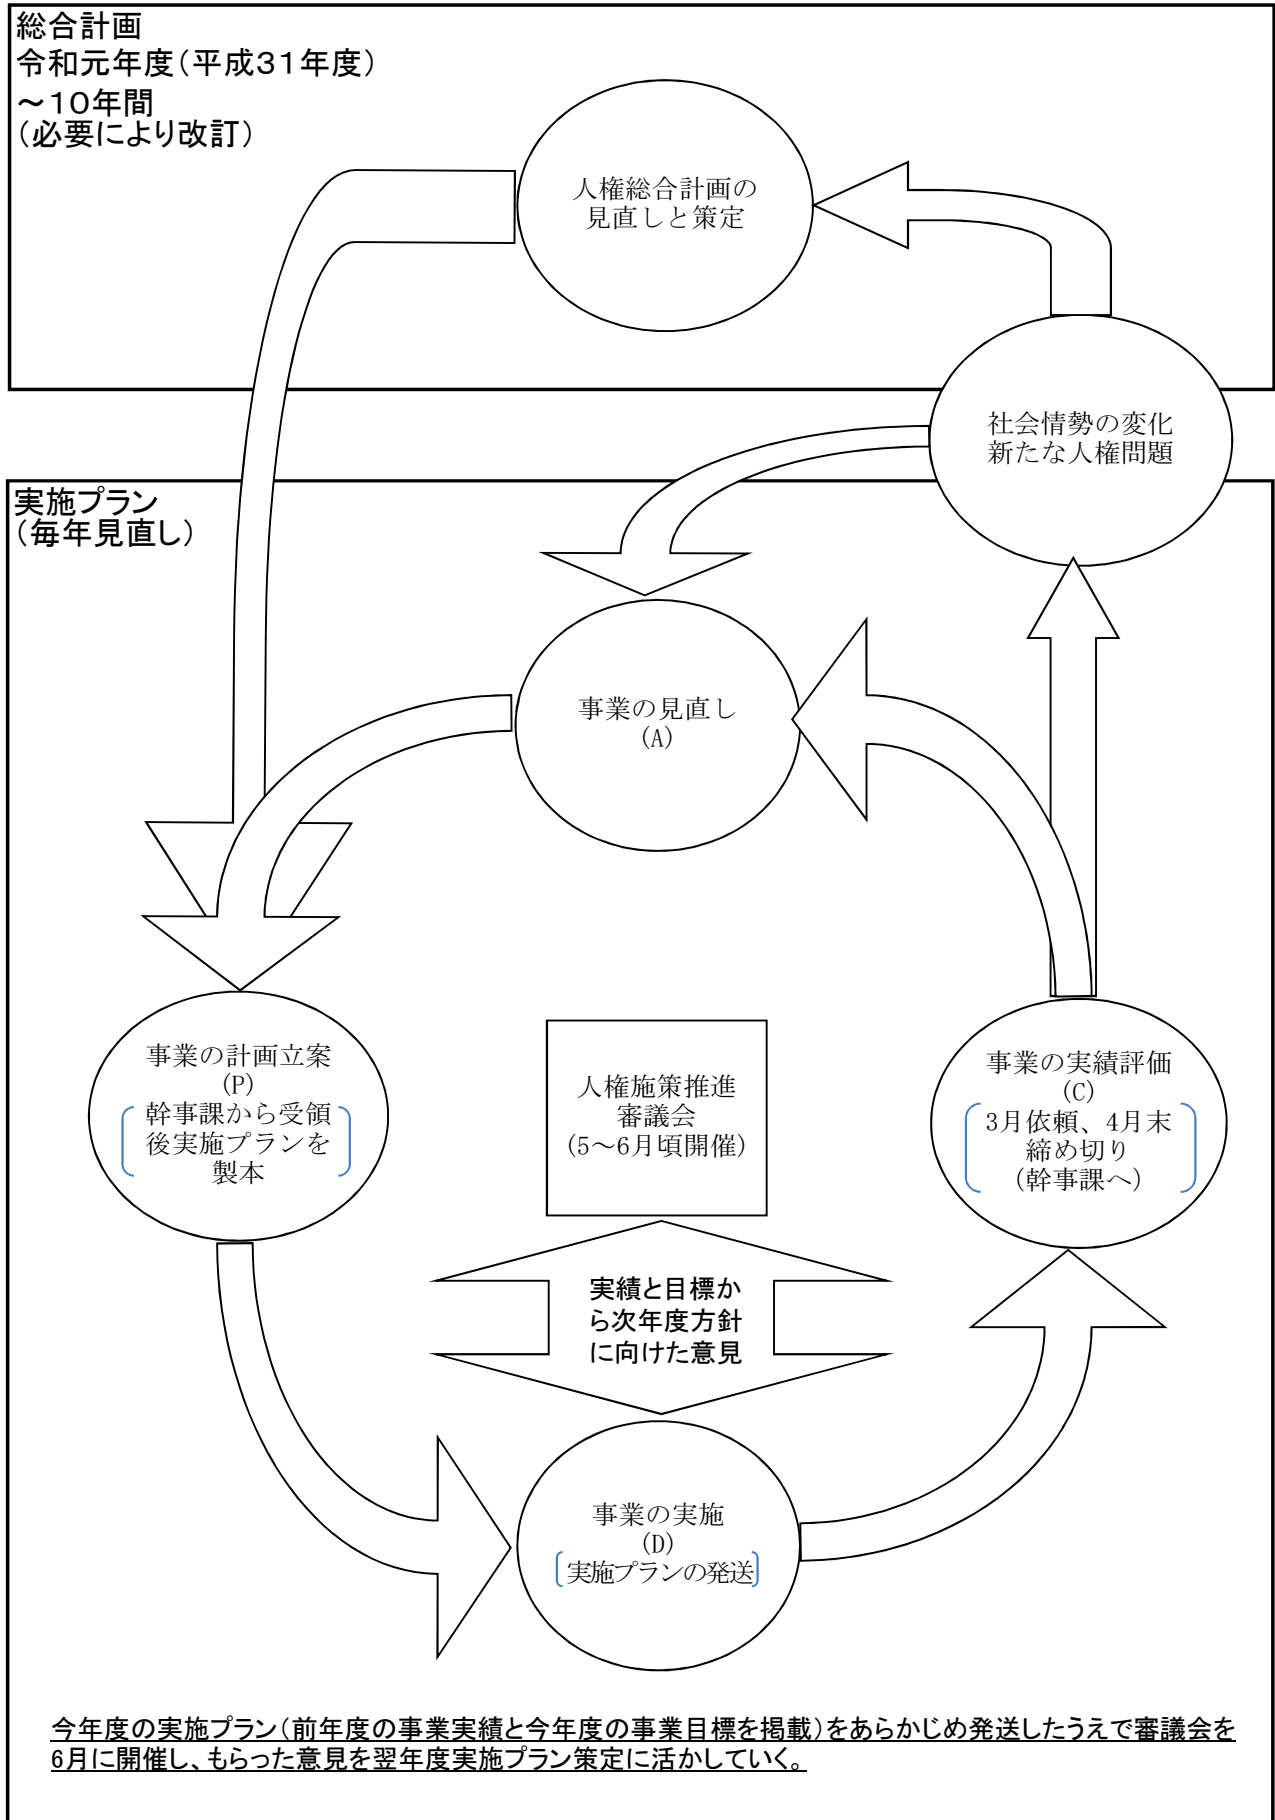 総合計画
令和元年度(平成31年度)
～10年間
(必要により改訂)
人権総合計画の
見直しと策定
社会情勢の変化
新たな人権問題
実施プラン
(毎年見直し)
事業の見直し
(A)
事業の計画立案
(P)
幹事課から受領
後実施プランを
製本
人権施策推進
審議会
(5～6月頃開催)
事業の実績評価
(C)
3月依頼、4月末
締め切り
(幹事課へ)
実績と目標か
ら次年度方針
に向けた意見
事業の実施
(D)
実施プランの発送
今年度の実施プラン(前年度の事業実績と今年度の事業目標を掲載)をあらかじめ発送したうえで審議会を
6月に開催し、もらった意見を翌年度実施プラン策定に活かしていく。